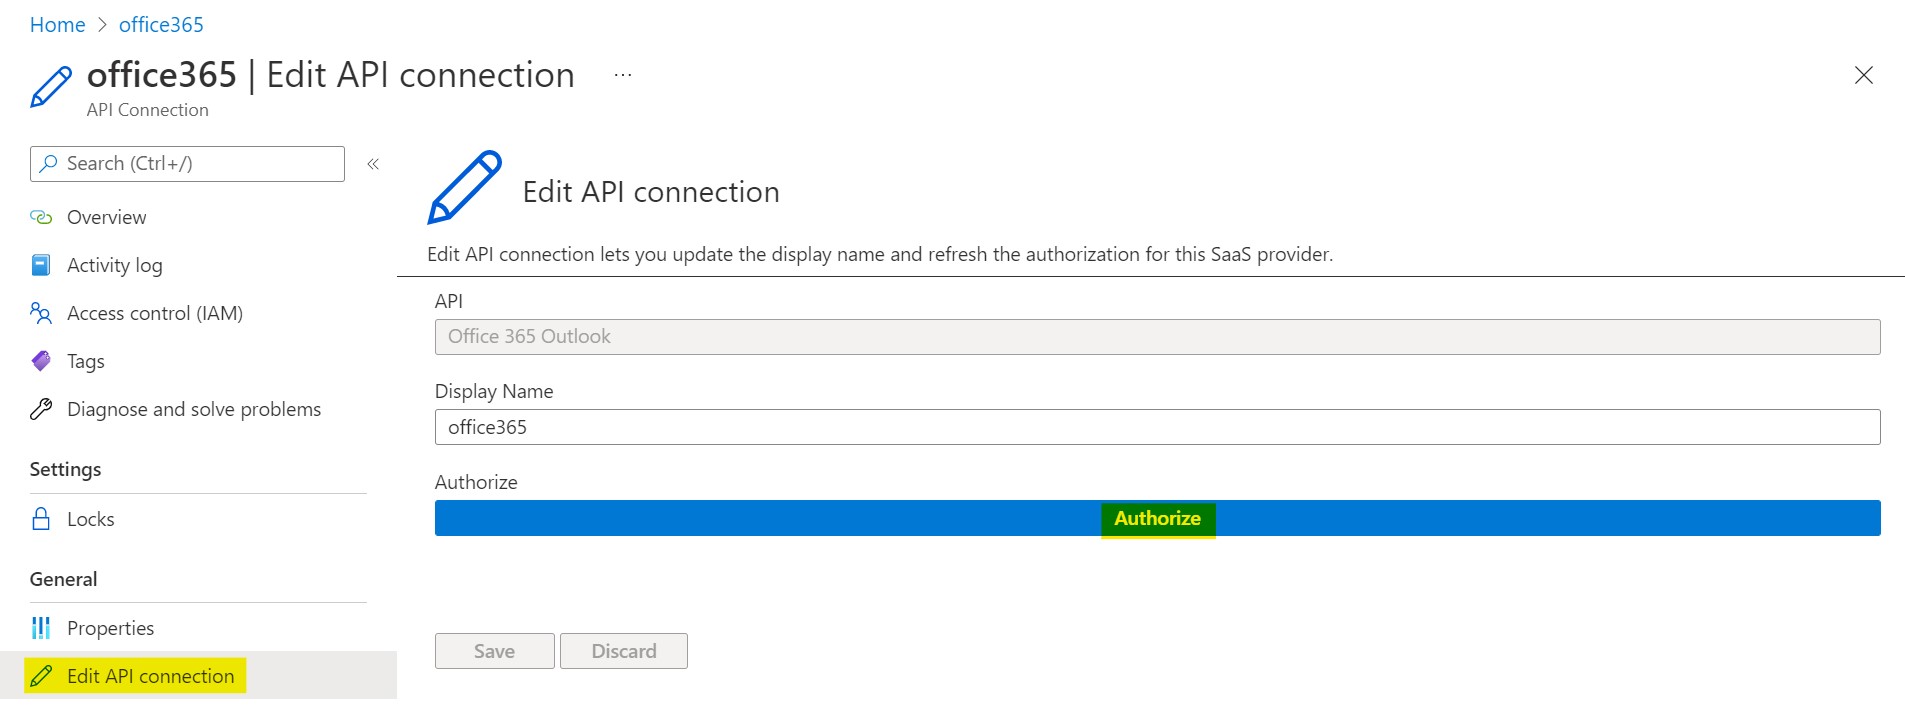 Home > office365
office365 | Edit API connection ...
API Connection
Search (Ctrl+/)
Overview
Activity log
Access control (IAM)
Tags
Diagnose and solve problems
Settings
Locks
General
Properties
Edit API connection
Edit API connection
Edit API connection lets you update the display name and refresh the authorization for this SaaS provider.
API
Office 365 Outlook
Display Name
office365
Authorize
Authorize
Save
Discard